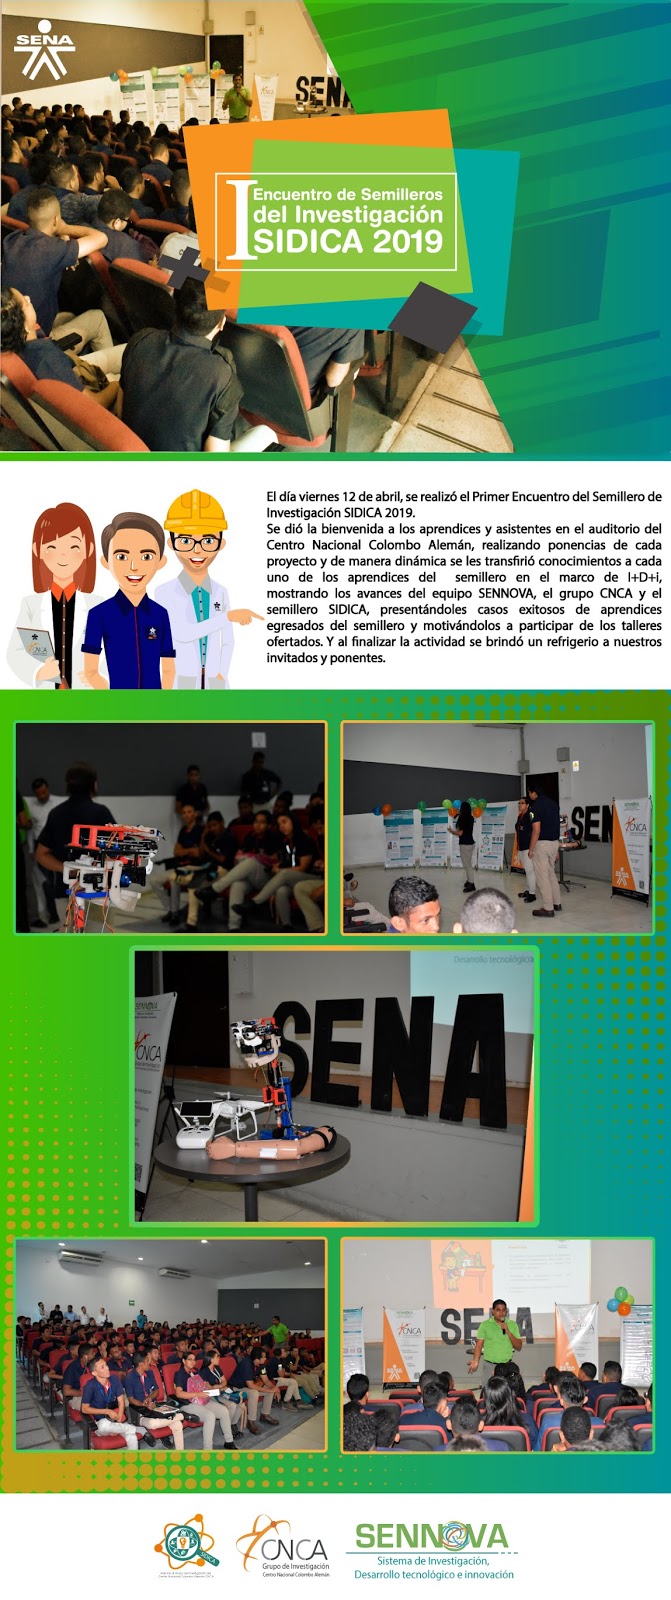 SENA
SENA
I Encuentro de Semilleros
del Investigación
SIDICA 2019
El día viernes 12 de abril, se realizó el Primer Encuentro del Semillero de
Investigación SIDICA 2019.
Se dió la bienvenida a los aprendices y asistentes en el auditorio del
Centro Nacional Colombo Alemán, realizando ponencias de cada
proyecto y de manera dinámica se les transfirió conocimientos a cada
uno de los aprendices del semillero en el marco de I+D+i,
mostrando los avances del equipo SENNOVA, el grupo CNCA y el
semillero SIDICA, presentándoles casos exitosos de aprendices
egresados del semillero y motivándolos a participar de los talleres
ofertados. Y al finalizar la actividad se brindó un refrigerio a nuestros
invitados y ponentes.
SEN
CNCA
SENA
Desarrollo tecnológico
SENNOVA
CNCA
SENA
SENA
CNCA
CNCA
SENA
CNCA
Grupo de Investigación
Centro Nacional Colombo Alemán
SENNOVA
Sistema de Investigación,
Desarrollo tecnológico e innovación